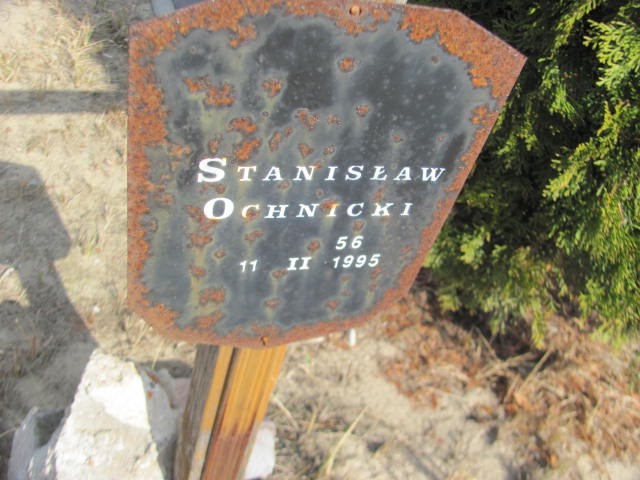 STANISŁAW
OCHNICKI
56
11 II 1995